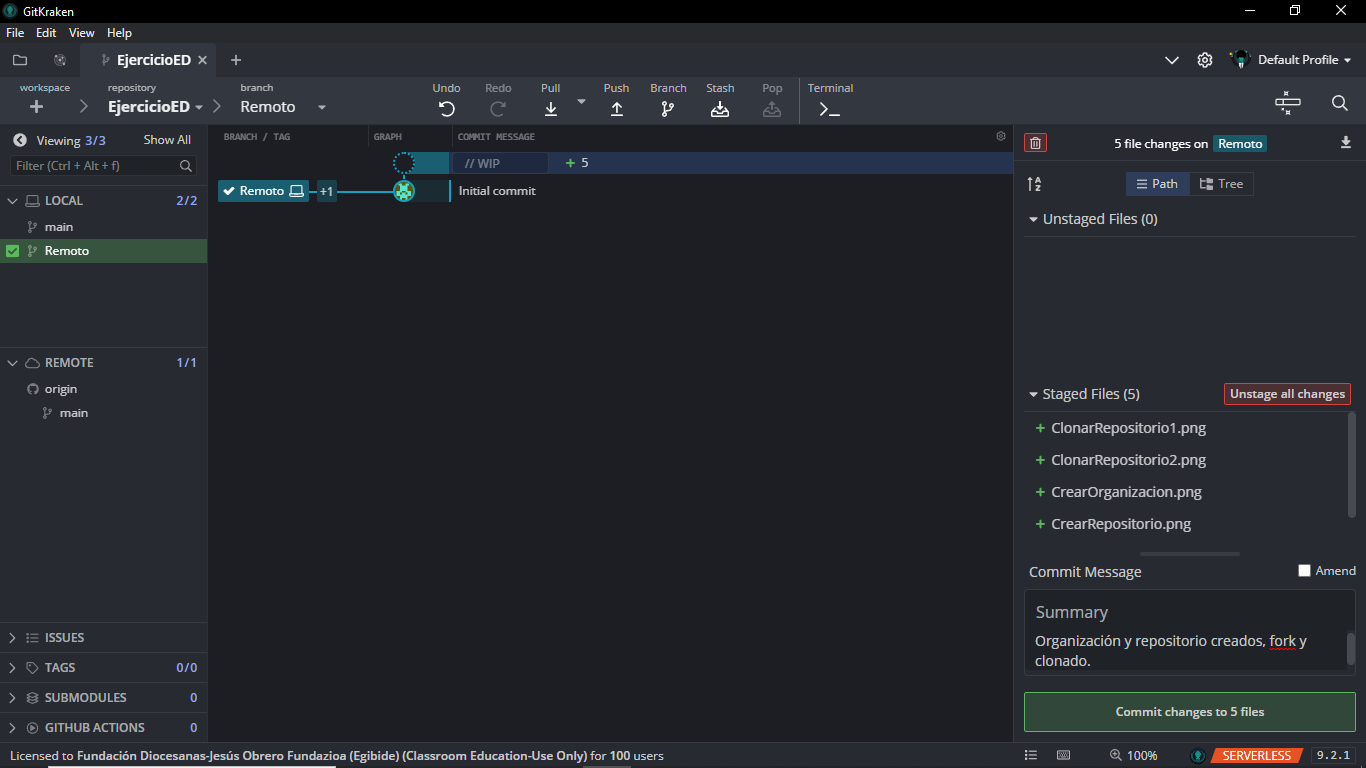 GitKraken
File Edit View Help
EjercicioED
Default Profile
workspace
repository
EjercicioED
branch
Remoto
Undo
Redo
Pull
Push
Branch
Stash
Pop
Terminal
Viewing 3/3
Show All
Filter (Ctrl + Alt + f)
LOCAL 2/2
main
Remoto
REMOTE 1/1
origin
main
ISSUES
TAGS 0/0
SUBMODULES 0
GITHUB ACTIONS 0
BRANCH / TAG
GRAPH
COMMIT MESSAGE
// WIP
+ 5
Remoto
+1
Initial commit
5 file changes on Remoto
Path
Tree
Unstaged Files (0)
Staged Files (5)
Unstage all changes
+ ClonarRepositorio1.png
+ ClonarRepositorio2.png
+ CrearOrganizacion.png
+ CrearRepositorio.png
Commit Message
Amend
Summary
Organización y repositorio creados, fork y
clonado.
Commit changes to 5 files
Licensed to Fundación Diocesanas-Jesús Obrero Fundazioa (Egibide) (Classroom Education-Use Only) for 100 users
100%
SERVERLESS
9.2.1